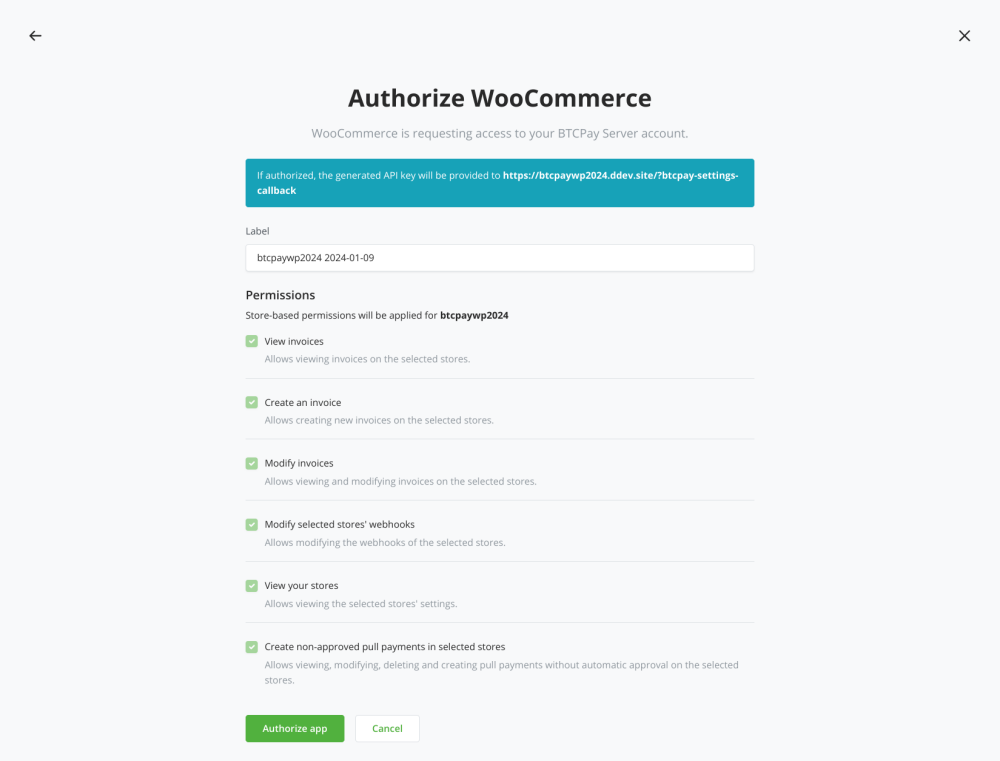 Authorize WooCommerce
WooCommerce is requesting access to your BTCPay Server account.
If authorized, the generated API key will be provided to https://btcpaywp2024.ddev.site/?btcpay-settings-
callback
Label
btcpaywp2024 2024-01-09
Permissions
Store-based permissions will be applied for btcpaywp2024
View invoices
Allows viewing invoices on the selected stores.
Create an invoice
Allows creating new invoices on the selected stores.
Modify invoices
Allows viewing and modifying invoices on the selected stores.
Modify selected stores' webhooks
Allows modifying the webhooks of the selected stores.
View your stores
Allows viewing the selected stores' settings.
Create non-approved pull payments in selected stores
Allows viewing, modifying, deleting and creating pull payments without automatic approval on the selected
stores.
Authorize app Cancel